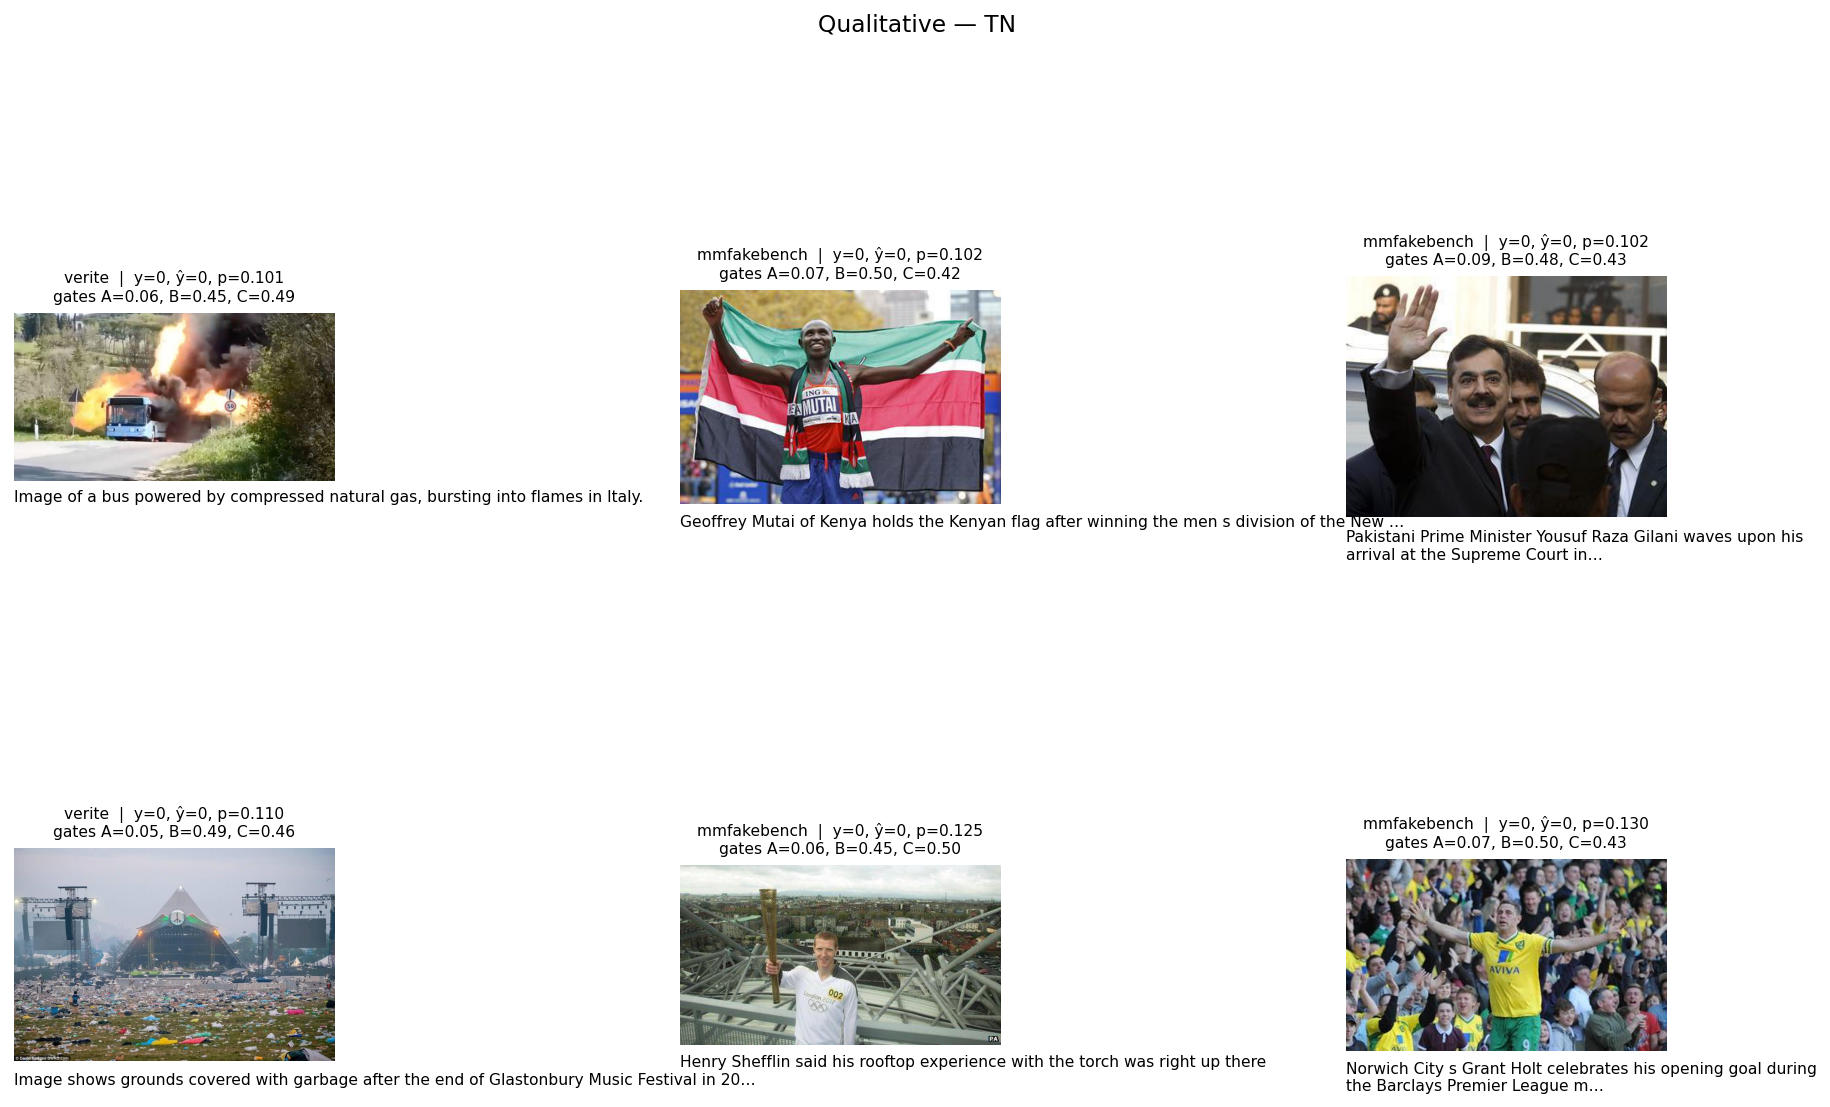 Qualitative — TN
verite | y=0, ŷ=0, p=0.101
gates A=0.06, B=0.45, C=0.49
50
Image of a bus powered by compressed natural gas, bursting into flames in Italy.
mmfakebench | y=0, ŷ=0, p=0.102
gates A=0.07, B=0.50, C=0.42
ING
MUTAI
Geoffrey Mutai of Kenya holds the Kenyan flag after winning the men s division of the New ...
mmfakebench | y=0, ŷ=0, p=0.102
gates A=0.09, B=0.48, C=0.43
Pakistani Prime Minister Yousuf Raza Gilani waves upon his
arrival at the Supreme Court in...
verite | y=0, ŷ=0, p=0.110
gates A=0.05, B=0.49, C=0.46
Image shows grounds covered with garbage after the end of Glastonbury Music Festival in 20...
mmfakebench | y=0, ŷ=0, p=0.125
gates A=0.06, B=0.45, C=0.50
002
PA
Henry Shefflin said his rooftop experience with the torch was right up there
mmfakebench | y=0, ŷ=0, p=0.130
gates A=0.07, B=0.50, C=0.43
AVIVA
9
Norwich City s Grant Holt celebrates his opening goal during
the Barclays Premier League m...